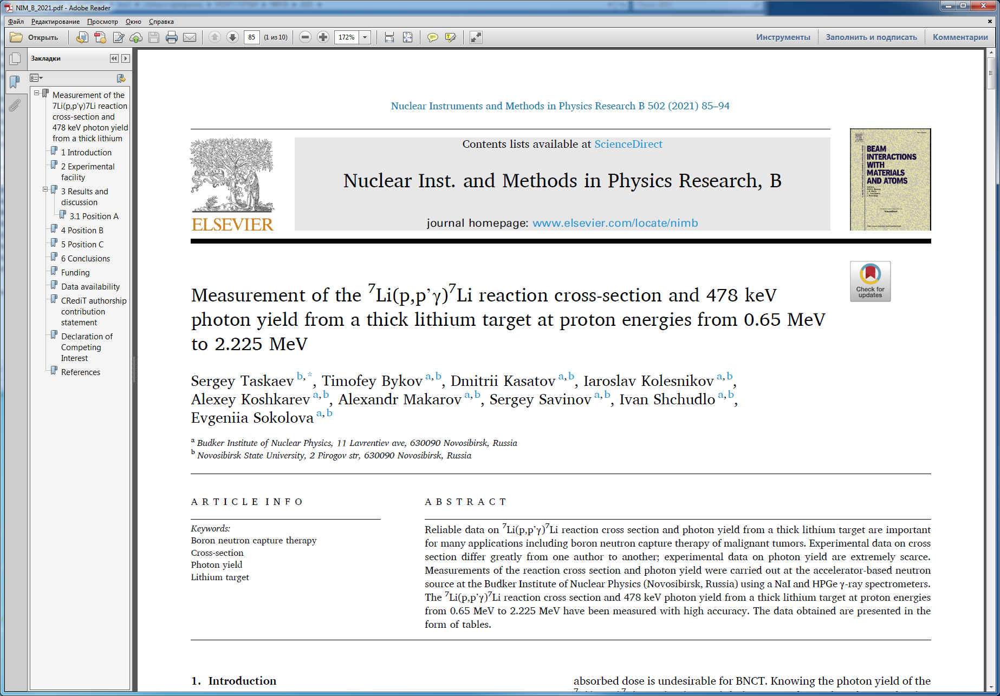 NIM_B_2021.pdf - Adobe Reader
Файл Редактирование Просмотр Окно Справка
Открыть 85 (1 из 10) 172% Инструменты Заполнить и подписать Комментарии
Закладки
Measurement of the
7Li(p,p′γ)7Li reaction
cross-section and
478 keV photon yield
from a thick lithium
1 Introduction
2 Experimental
facility
3 Results and
discussion
3.1 Position A
4 Position B
5 Position C
6 Conclusions
Funding
Data availability
CRediT authorship
contribution
statement
Declaration of
Competing
Interest
References
Nuclear Instruments and Methods in Physics Research B 502 (2021) 85–94
NON SOLUS
ELSEVIER
Contents lists available at ScienceDirect
Nuclear Inst. and Methods in Physics Research, B
journal homepage: www.elsevier.com/locate/nimb
BEAM
INTERACTIONS
WITH
MATERIALS
AND ATOMS
Check for
updates
Measurement of the ⁷Li(p,p’γ)⁷Li reaction cross-section and 478 keV
photon yield from a thick lithium target at proton energies from 0.65 MeV
to 2.225 MeV
Sergey Taskaev b,*, Timofey Bykov a,b, Dmitrii Kasatov a,b, Iaroslav Kolesnikov a,b,
Alexey Koshkarev a,b, Alexandr Makarov a,b, Sergey Savinov a,b, Ivan Shchudlo a,b,
Evgeniia Sokolova a,b
a Budker Institute of Nuclear Physics, 11 Lavrentiev ave, 630090 Novosibirsk, Russia
b Novosibirsk State University, 2 Pirogov str, 630090 Novosibirsk, Russia
ARTICLE INFO
Keywords:
Boron neutron capture therapy
Cross-section
Photon yield
Lithium target
ABSTRACT
Reliable data on ⁷Li(p,p’γ)⁷Li reaction cross section and photon yield from a thick lithium target are important
for many applications including boron neutron capture therapy of malignant tumors. Experimental data on cross
section differ greatly from one author to another; experimental data on photon yield are extremely scarce.
Measurements of the reaction cross section and photon yield were carried out at the accelerator-based neutron
source at the Budker Institute of Nuclear Physics (Novosibirsk, Russia) using a NaI and HPGe γ-ray spectrometers.
The ⁷Li(p,p’γ)⁷Li reaction cross section and 478 keV photon yield from a thick lithium target at proton energies
from 0.65 MeV to 2.225 MeV have been measured with high accuracy. The data obtained are presented in the
form of tables.
1. Introduction
absorbed dose is undesirable for BNCT. Knowing the photon yield of the